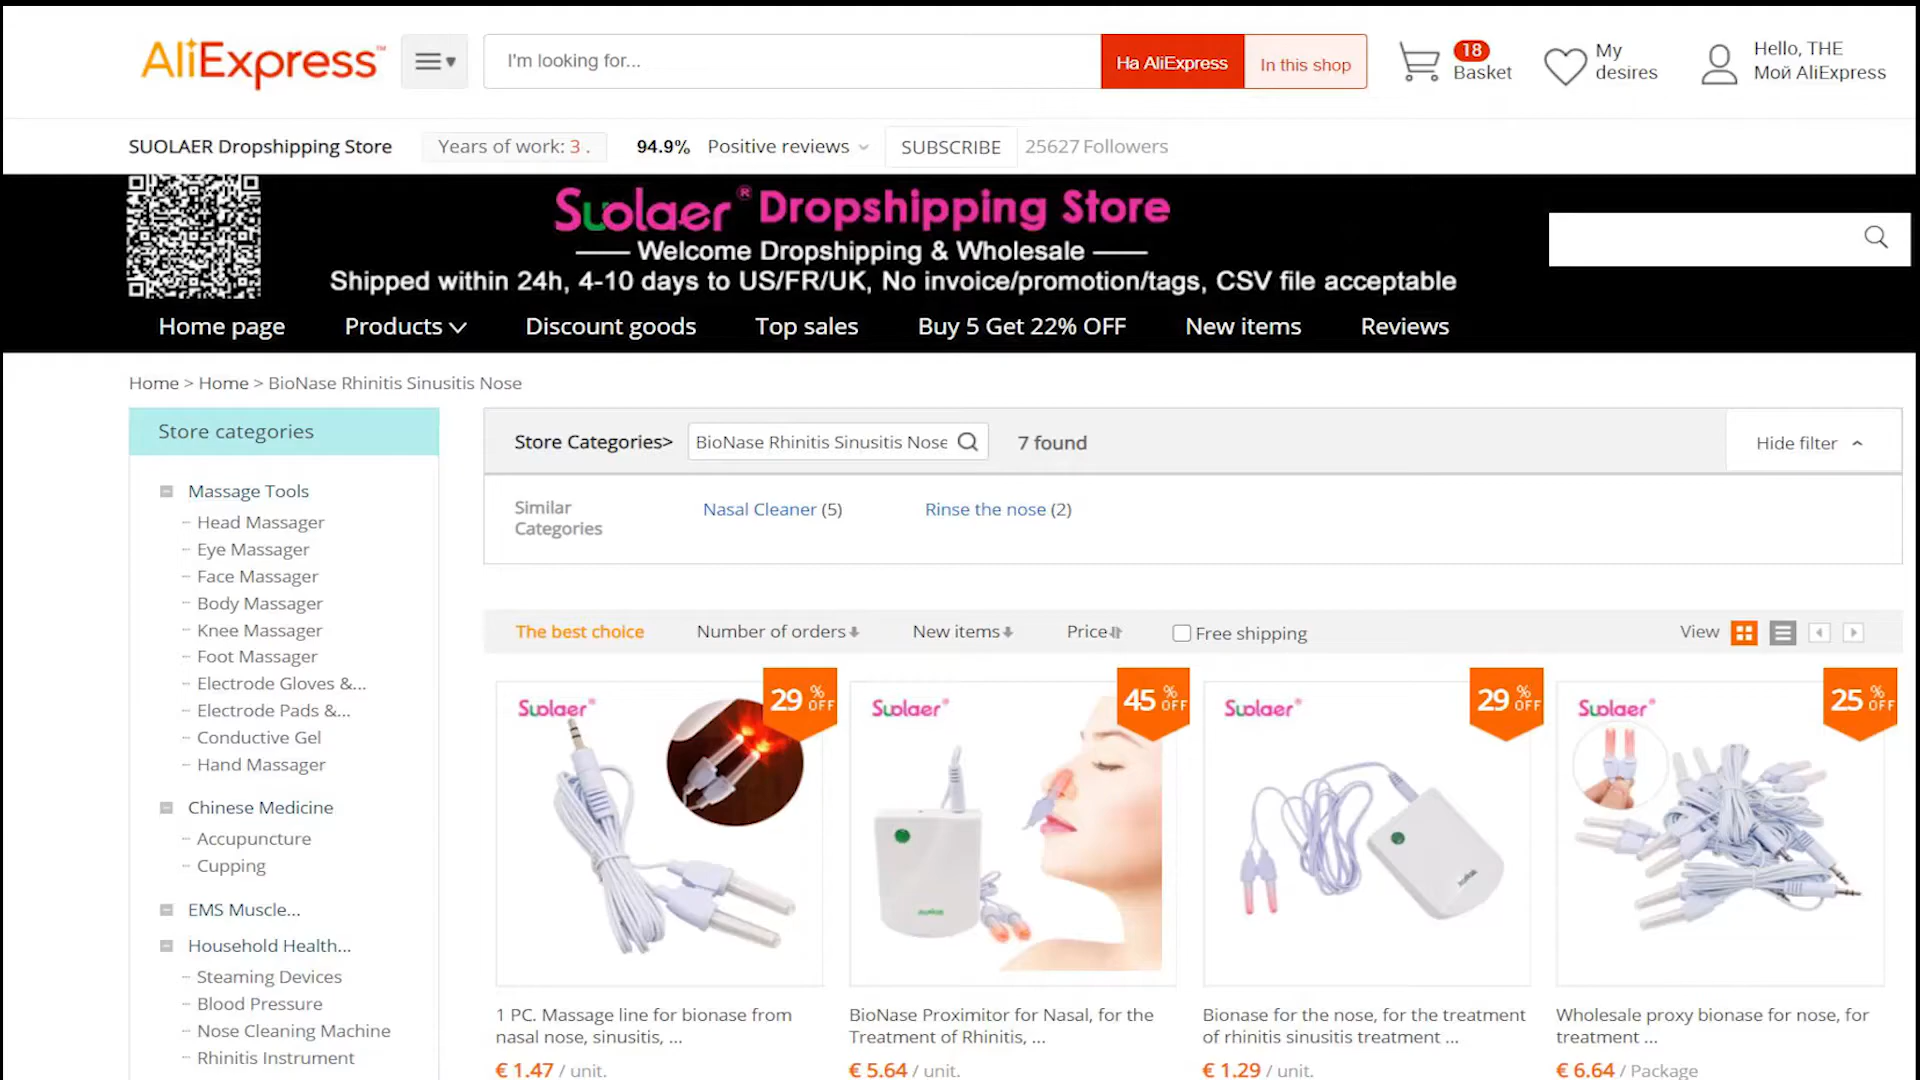 AliExpress™
I'm looking for...
На AliExpress
In this shop
18
Basket
My
desires
Hello, THE
Мой AliExpress
SUOLAER Dropshipping Store
Years of work: 3 .
94.9% Positive reviews
SUBSCRIBE
25627 Followers
Suolaer® Dropshipping Store
Welcome Dropshipping & Wholesale
Shipped within 24h, 4-10 days to US/FR/UK, No invoice/promotion/tags, CSV file acceptable
Home page
Products
Discount goods
Top sales
Buy 5 Get 22% OFF
New items
Reviews
Home > Home > BioNase Rhinitis Sinusitis Nose
Store categories
Massage Tools
Head Massager
Eye Massager
Face Massager
Body Massager
Knee Massager
Foot Massager
Electrode Gloves &...
Electrode Pads &...
Conductive Gel
Hand Massager
Chinese Medicine
Accupuncture
Cupping
EMS Muscle...
Household Health...
Steaming Devices
Blood Pressure
Nose Cleaning Machine
Rhinitis Instrument
Store Categories>
BioNase Rhinitis Sinusitis Nose
7 found
Hide filter
Similar
Categories
Nasal Cleaner (5)
Rinse the nose (2)
The best choice
Number of orders
New items
Price
Free shipping
View
Suolaer®
29 % OFF
1 PC. Massage line for bionase from
nasal nose, sinusitis, ...
€ 1.47 / unit.
Suolaer®
45 % OFF
BioNase Proximitor for Nasal, for the
Treatment of Rhinitis, ...
€ 5.64 / unit.
Suolaer®
29 % OFF
Bionase for the nose, for the treatment
of rhinitis sinusitis treatment ...
€ 1.29 / unit.
Suolaer®
25 % OFF
Wholesale proxy bionase for nose, for
treatment ...
€ 6.64 / Package